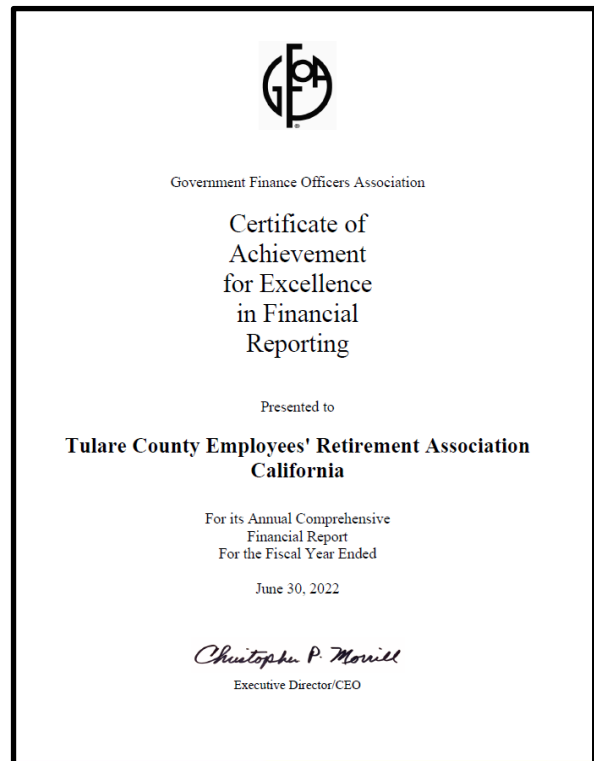 GFOA
Government Finance Officers Association
Certificate of
Achievement
for Excellence
in Financial
Reporting
Presented to
Tulare County Employees' Retirement Association
California
For its Annual Comprehensive
Financial Report
For the Fiscal Year Ended
June 30, 2022
Christopher P. Morrill
Executive Director/CEO